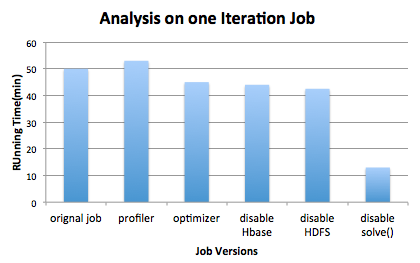 Analysis on one Iteration Job
RUnning Time(min)
60
50
40
30
20
10
0
orignal job
profiler
optimizer
disable
Hbase
disable
HDFS
disable
solve()
Job Versions